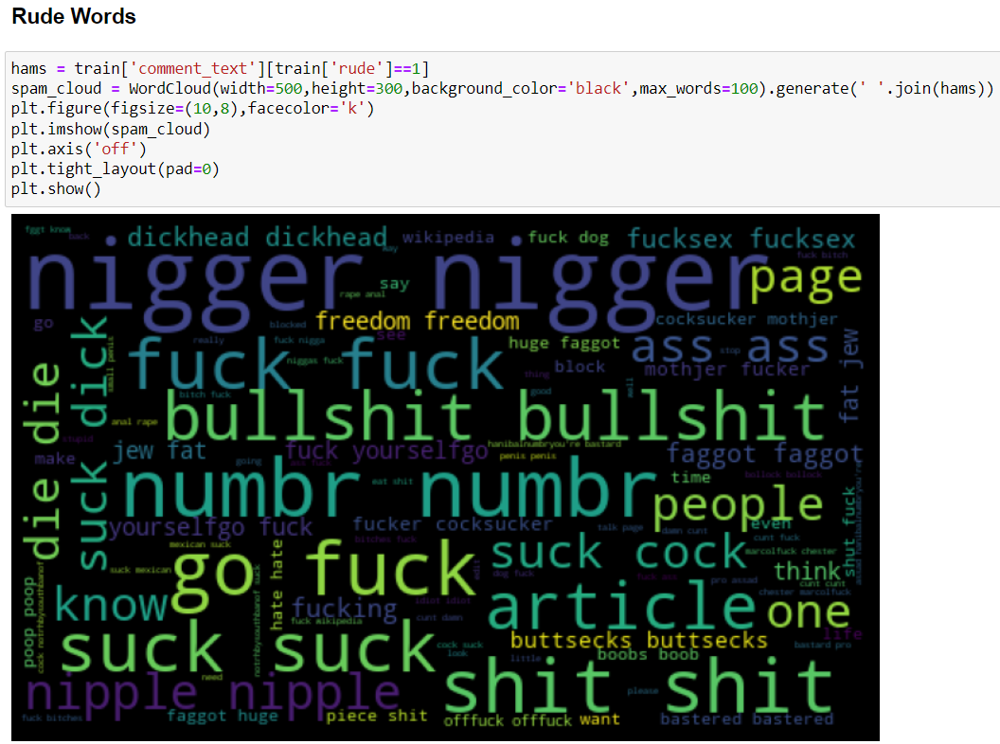 Rude Words
hams = train['comment_text'][train['rude']==1]
spam_cloud = WordCloud(width=500,height=300,background_color='black',max_words=100).generate(' '.join(hams))
plt.figure(figsize=(10,8),facecolor='k')
plt.imshow(spam_cloud)
plt.axis('off')
plt.tight_layout(pad=0)
plt.show()
fggt know
back
dickhead dickhead
wikipedia
fuck dog
fucksex fucksex
fuck bitch
nigger nigger
page
say
rape anal
go
blocked
freedom freedom
see
cocksucker mothjer
really
fuck nigga
huge faggot
ass ass
stop
fuck fuck
niggas fuck
block
thing
mothjer fucker
suck dick
small penis
die die
fat jew
bitch fuck
good
bullshit bullshit
anal rape
stupid
jew fat
fuck yourselfgo
hanibalnumbryou're bastard
penis penis
faggot faggot
make
going
bollock bollock
numbr numbr
eat shit
time
people
yourselfgo fuck
fucker cocksucker
talk page
damn cunt
even
cunt fuck
shut fuck
mexican suck
bitches fuck
suck cock
marcolfuck chester
suck mexican
go fuck
edit
dog fuck
fuck ass
pro assad
think
cunt cunt
hate hate
know
fucking
idiot idiot
chester marcolfuck
article
one
poop poop
fuck wikipedia
cunt damn
life
suck suck
cock suck
look
buttsecks buttsecks
bastard pro
little
boobs boob
need
nipple nipple
shit shit
please
fuck bitches
faggot huge
piece shit
offfuck offfuck
want
bastered bastered